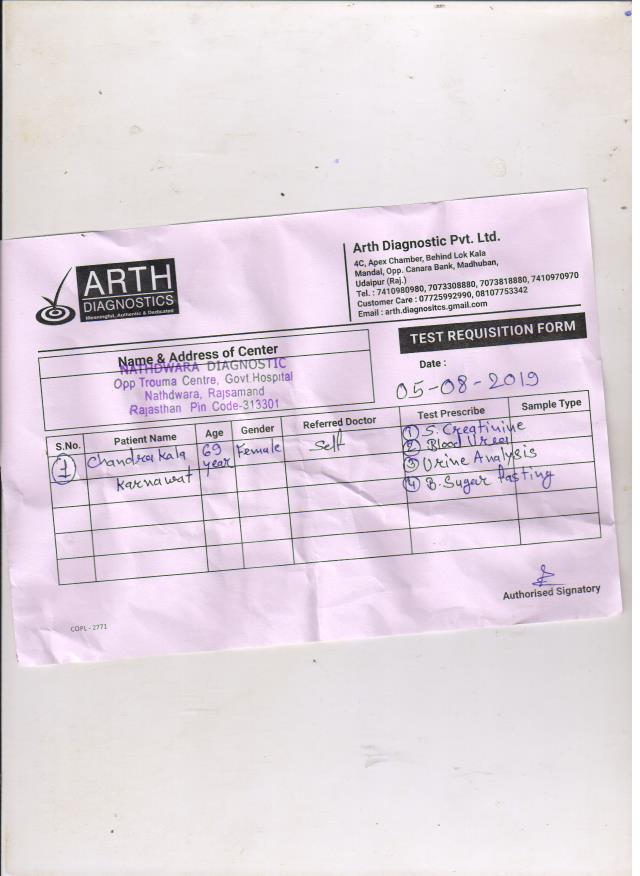 ARTH
DIAGNOSTICS
Meaningful, Authentic & Dedicated
Arth Diagnostic Pvt. Ltd.
4C, Apex Chamber, Behind Lok Kala
Mandal, Opp. Canara Bank, Madhuban,
Udaipur (Raj.)
Tel. : 7410980980, 7073308880, 7073818880, 7410970970
Customer Care : 07725992990, 08107753342
Email : arth.diagnositcs.gmail.com
Name & Address of Center
NATHDWARA DIAGNOSTIC
Opp Trouma Centre, Govt.Hospital
Nathdwara, Rajsamand
Rajasthan Pin Code-313301
TEST REQUISITION FORM
Date :
05-08-2019
S.No. Patient Name Age Gender Referred Doctor Test Prescribe Sample Type
1 Chandra Kala 69 Female Self ① S. Creatinine
year ② Blood Urea
Karnawat ③ Urine Analysis
④ B. Sugar Fasting
Authorised Signatory
COPL - 2771